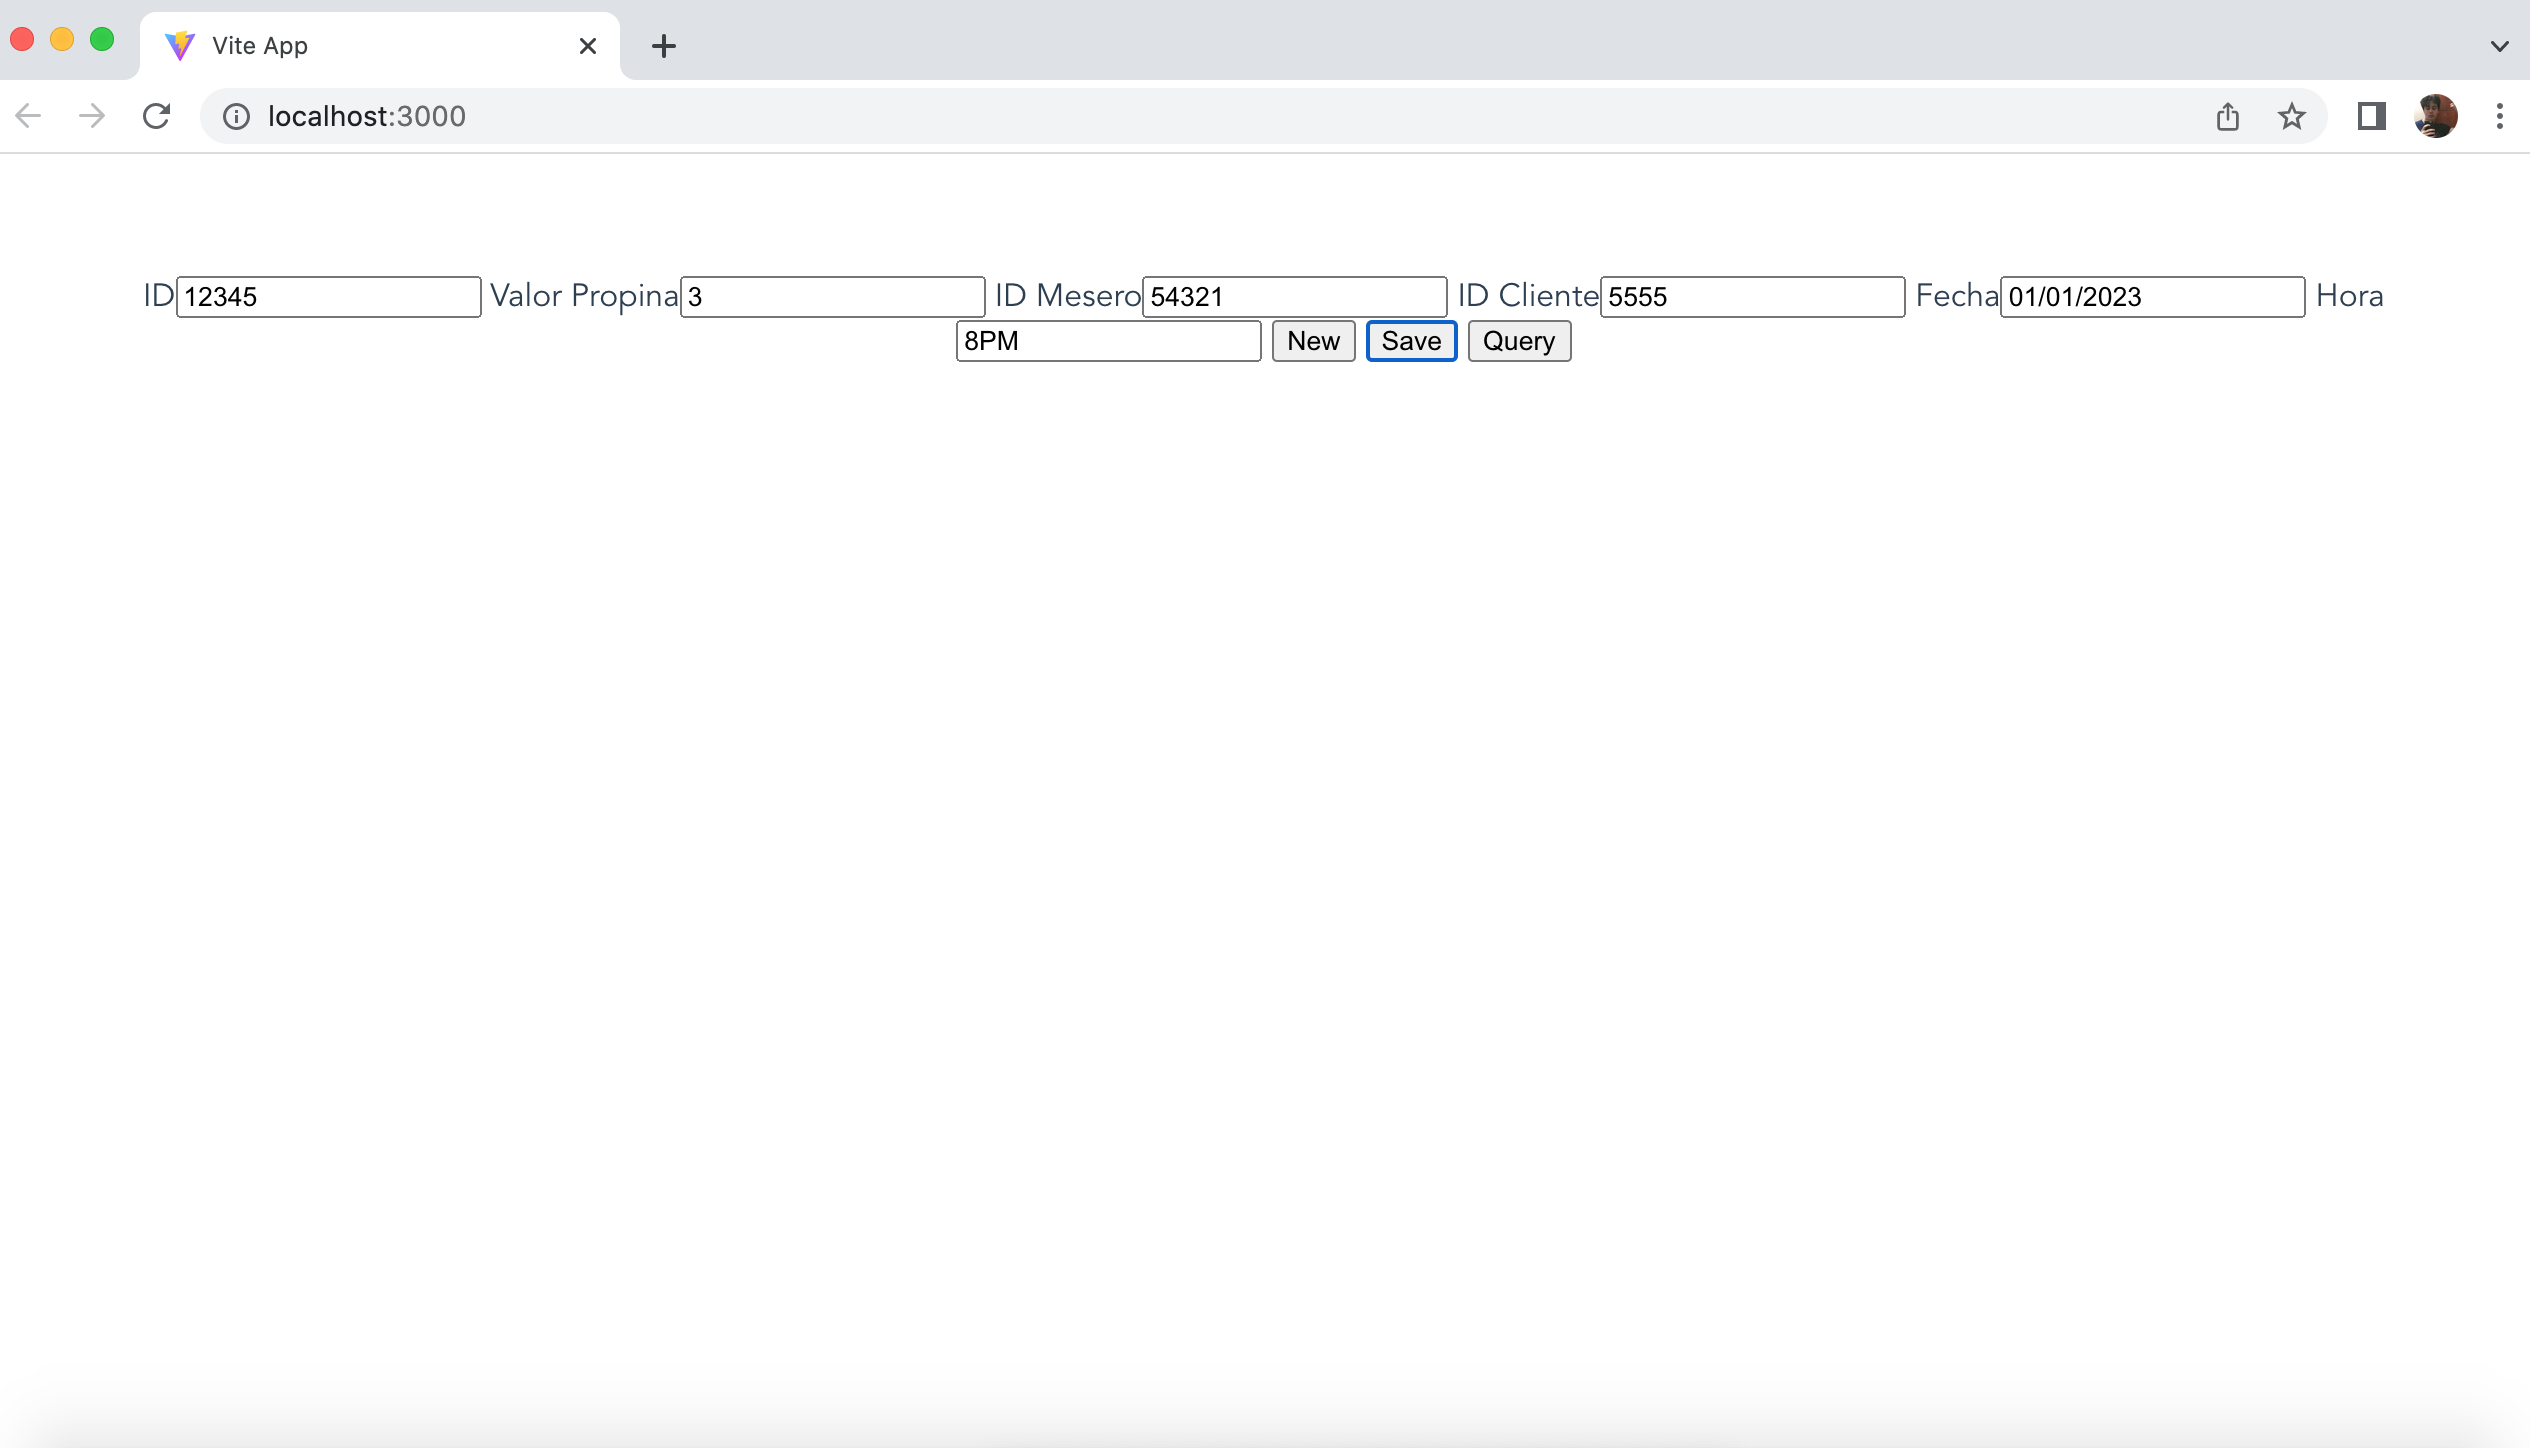 Vite App
localhost:3000
ID 12345 Valor Propina 3 ID Mesero 54321 ID Cliente 5555 Fecha 01/01/2023 Hora
8PM New Save Query